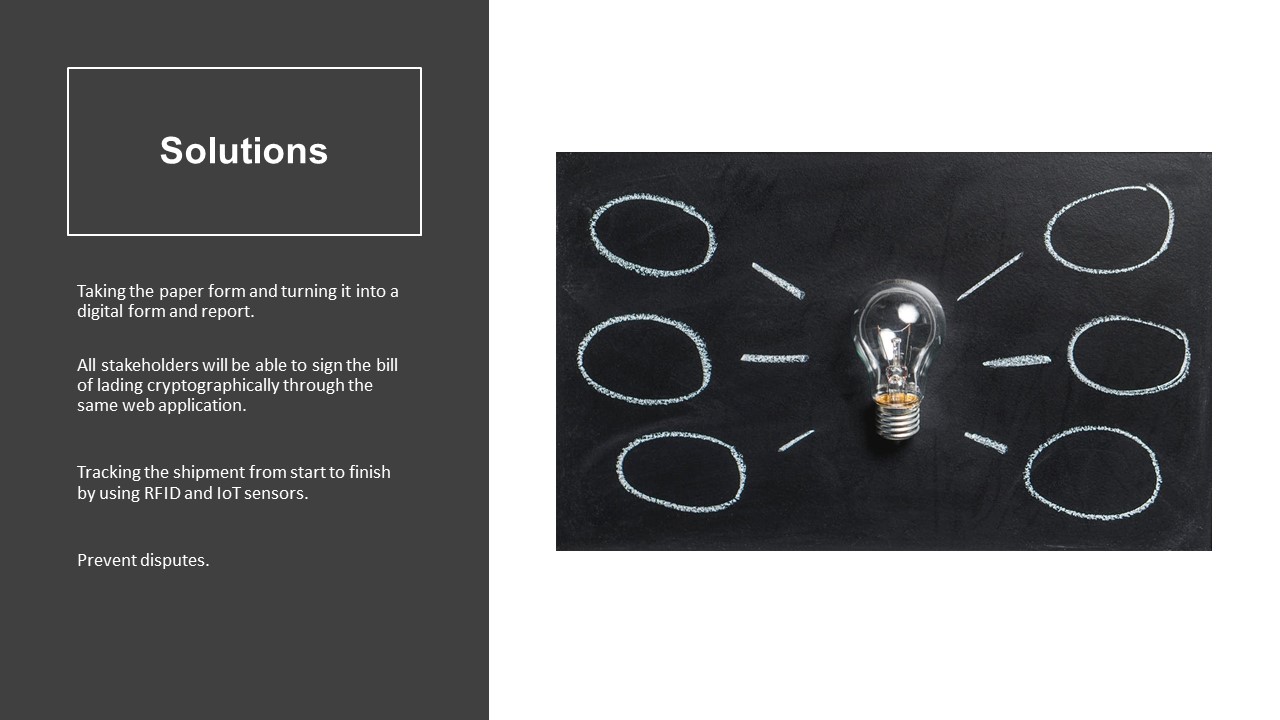 Solutions
Taking the paper form and turning it into a
digital form and report.
All stakeholders will be able to sign the bill
of lading cryptographically through the
same web application.
Tracking the shipment from start to finish
by using RFID and IoT sensors.
Prevent disputes.